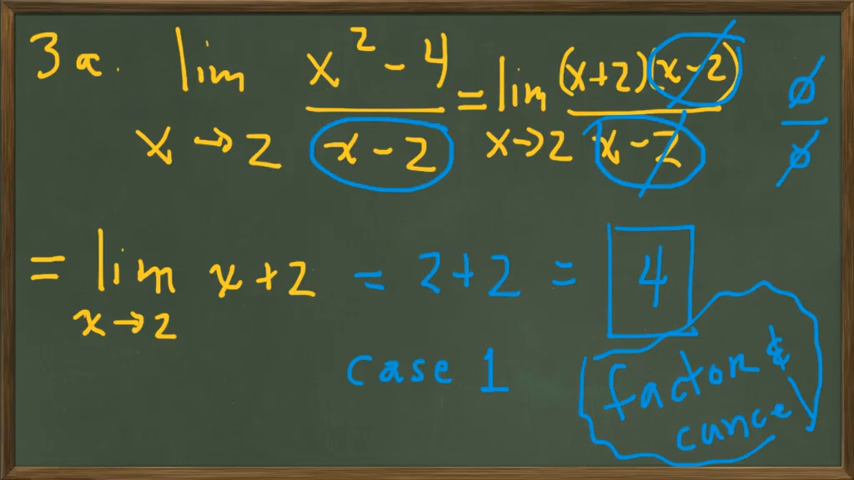 3a. lim x→2 (x² - 4)/(x - 2) = lim x→2 (x+2)(x-2)/(x-2) 0/0
= lim x→2 x+2 = 2+2 = 4
case 1
factor &
cance